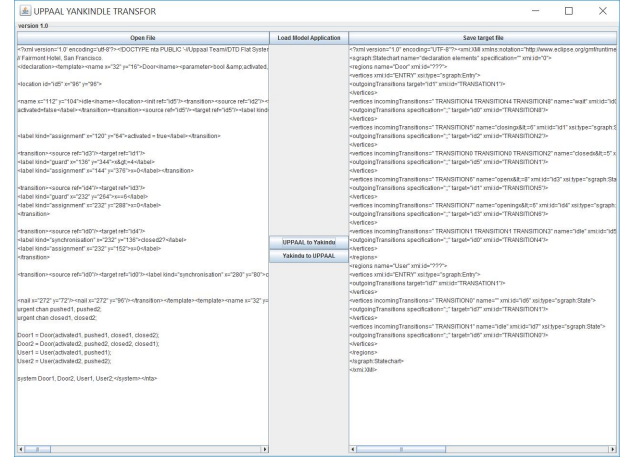 UPPAAL YANKINDLE TRANSFOR
version 1.0
Open File
Load Model Application
Save target file
<?xml version='1.0' encoding='utf-8'?><!DOCTYPE nta PUBLIC '-//Uppaal Team//DTD Flat System
// Fairmont Hotel, San Francisco.
</declaration><template><name x="32" y="16">Door</name><parameter>bool &amp;activated,
<location id="id5" x="96" y="96">
<name x="112" y="104">idle</name></location><init ref="id5"/><transition><source ref="id2"/><
activated=false</label></transition><transition><source ref="id5"/><target ref="id5"/><label kind
<label kind="assignment" x="120" y="64">activated = true</label></transition>
<transition><source ref="id3"/><target ref="id1"/>
<label kind="guard" x="136" y="344">x&gt;=4</label>
<label kind="assignment" x="144" y="376">x=0</label></transition>
<transition><source ref="id4"/><target ref="id3"/>
<label kind="guard" x="232" y="264">x==6</label>
<label kind="assignment" x="232" y="288">x=0</label>
</transition>
<transition><source ref="id0"/><target ref="id4"/>
<label kind="synchronisation" x="232" y="136">closed2?</label>
<label kind="assignment" x="232" y="152">x=0</label>
</transition>
<transition><source ref="id0"/><target ref="id0"/><label kind="synchronisation" x="280" y="80">c
<nail x="272" y="72"/><nail x="272" y="96"/></transition></template><template><name x="32" y=
urgent chan pushed1, pushed2;
urgent chan closed1, closed2;
Door1 = Door(activated1, pushed1, closed1, closed2);
Door2 = Door(activated2, pushed2, closed2, closed1);
User1 = User(activated1, pushed1);
User2 = User(activated2, pushed2);
system Door1, Door2, User1, User2;</system></nta>
UPPAAL to Yakindu
Yakindu to UPPAAL
<?xml version="1.0" encoding="UTF-8"?><xmi:XMI xmlns:notation="http://www.eclipse.org/gmf/runtime
<sgraph:Statechart name="declaration elements" specification="" xmi:id="0">
<regions name="Door" xmi:id="???">
<vertices xmi:id="ENTRY" xsi:type="sgraph:Entry">
<outgoingTransitions target="id1" xmi:id="TRANSATION1"/>
</vertices>
<vertices incomingTransitions=" TRANSITION4 TRANSITION4 TRANSITION8" name="wait" xmi:id="id0
<outgoingTransitions specification=";" target="id0" xmi:id="TRANSITION8"/>
</vertices>
<vertices incomingTransitions=" TRANSITION5" name="closingx&lt;=6" xmi:id="id1" xsi:type="sgraph:S
<outgoingTransitions specification=";" target="id2" xmi:id="TRANSITION2"/>
</vertices>
<vertices incomingTransitions=" TRANSITION0 TRANSITION0 TRANSITION2" name="closedx&lt;=5" x
<outgoingTransitions specification=";" target="id5" xmi:id="TRANSITION1"/>
</vertices>
<vertices incomingTransitions=" TRANSITION6" name="openx&lt;=8" xmi:id="id3" xsi:type="sgraph:Sta
<outgoingTransitions specification=";" target="id1" xmi:id="TRANSITION5"/>
</vertices>
<vertices incomingTransitions=" TRANSITION7" name="openingx&lt;=6" xmi:id="id4" xsi:type="sgraph:
<outgoingTransitions specification=";" target="id3" xmi:id="TRANSITION6"/>
</vertices>
<vertices incomingTransitions=" TRANSITION1 TRANSITION1 TRANSITION3" name="idle" xmi:id="id5
<outgoingTransitions specification=";" target="id0" xmi:id="TRANSITION4"/>
</vertices>
</regions>
<regions name="User" xmi:id="???">
<vertices xmi:id="ENTRY" xsi:type="sgraph:Entry">
<outgoingTransitions target="id7" xmi:id="TRANSATION1"/>
</vertices>
<vertices incomingTransitions=" TRANSITION0" name="" xmi:id="id6" xsi:type="sgraph:State">
<outgoingTransitions specification=";" target="id7" xmi:id="TRANSITION1"/>
</vertices>
<vertices incomingTransitions=" TRANSITION1" name="idle" xmi:id="id7" xsi:type="sgraph:State">
<outgoingTransitions specification=";" target="id6" xmi:id="TRANSITION0"/>
</vertices>
</regions>
</sgraph:Statechart>
</xmi:XMI>